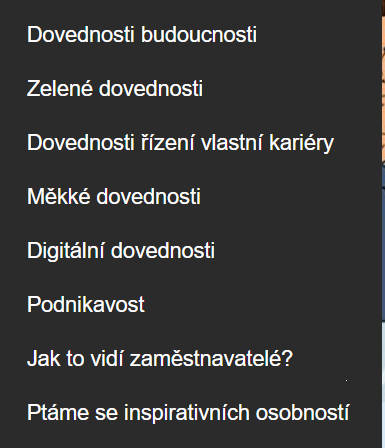 Dovednosti budoucnosti
Zelené dovednosti
Dovednosti řízení vlastní kariéry
Měkké dovednosti
Digitální dovednosti
Podnikavost
Jak to vidí zaměstnavatelé?
Ptáme se inspirativních osobností